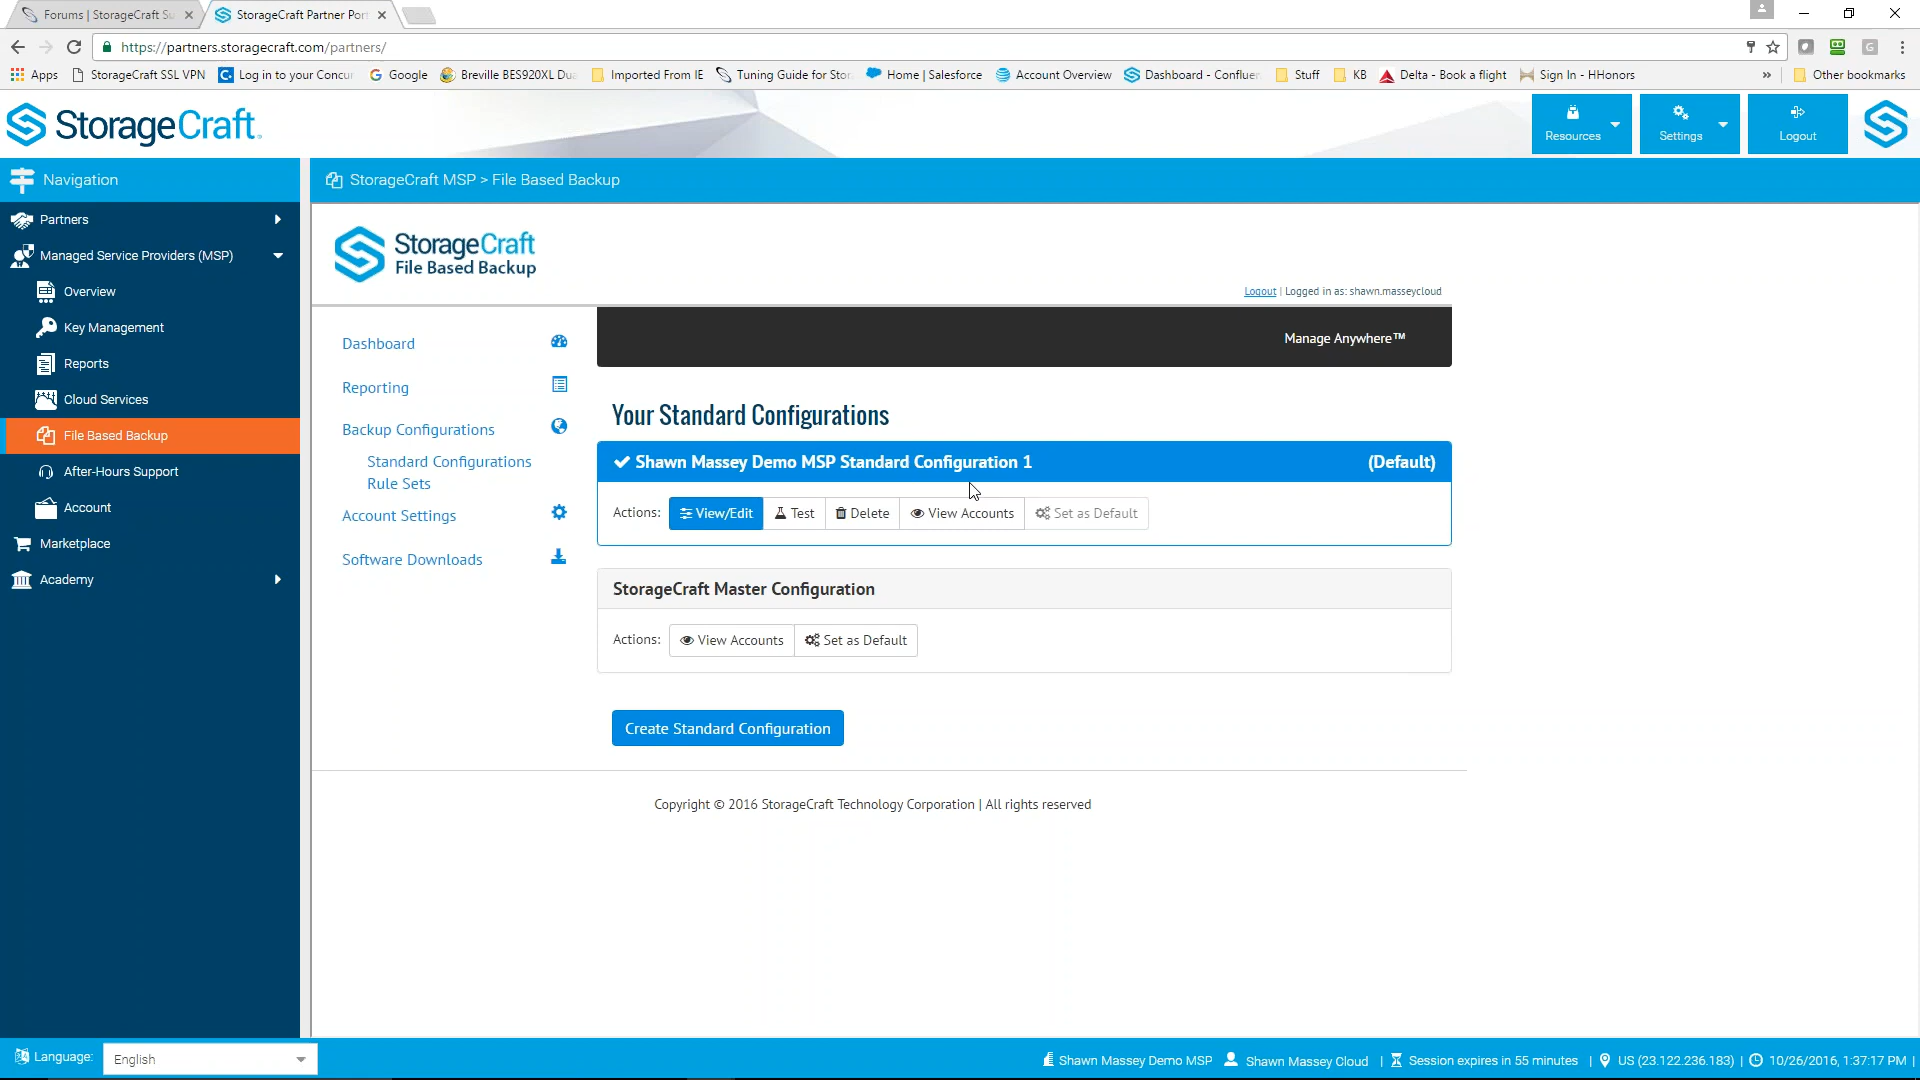 Forums | StorageCraft Su
StorageCraft Partner Por
https://partners.storagecraft.com/partners/
Apps
StorageCraft SSL VPN
Log in to your Concur
Google
Breville BES920XL Dua
Imported From IE
Tuning Guide for Stor
Home | Salesforce
Account Overview
Dashboard - Confluen
Stuff
KB
Delta - Book a flight
Sign In - HHonors
»
Other bookmarks
StorageCraft
Resources
Settings
Logout
Navigation
StorageCraft MSP > File Based Backup
Partners
Managed Service Providers (MSP)
Overview
Key Management
Reports
Cloud Services
File Based Backup
After-Hours Support
Account
Marketplace
Academy
StorageCraft
File Based Backup
Logout | Logged in as: shawn.masseycloud
Dashboard
Reporting
Backup Configurations
Standard Configurations
Rule Sets
Account Settings
Software Downloads
Manage Anywhere™
Your Standard Configurations
Shawn Massey Demo MSP Standard Configuration 1 (Default)
Actions: View/Edit Test Delete View Accounts Set as Default
StorageCraft Master Configuration
Actions: View Accounts Set as Default
Create Standard Configuration
Copyright © 2016 StorageCraft Technology Corporation | All rights reserved
Language: English
Shawn Massey Demo MSP Shawn Massey Cloud | Session expires in 55 minutes | US (23.122.236.183) | 10/26/2016, 1:37:17 PM |